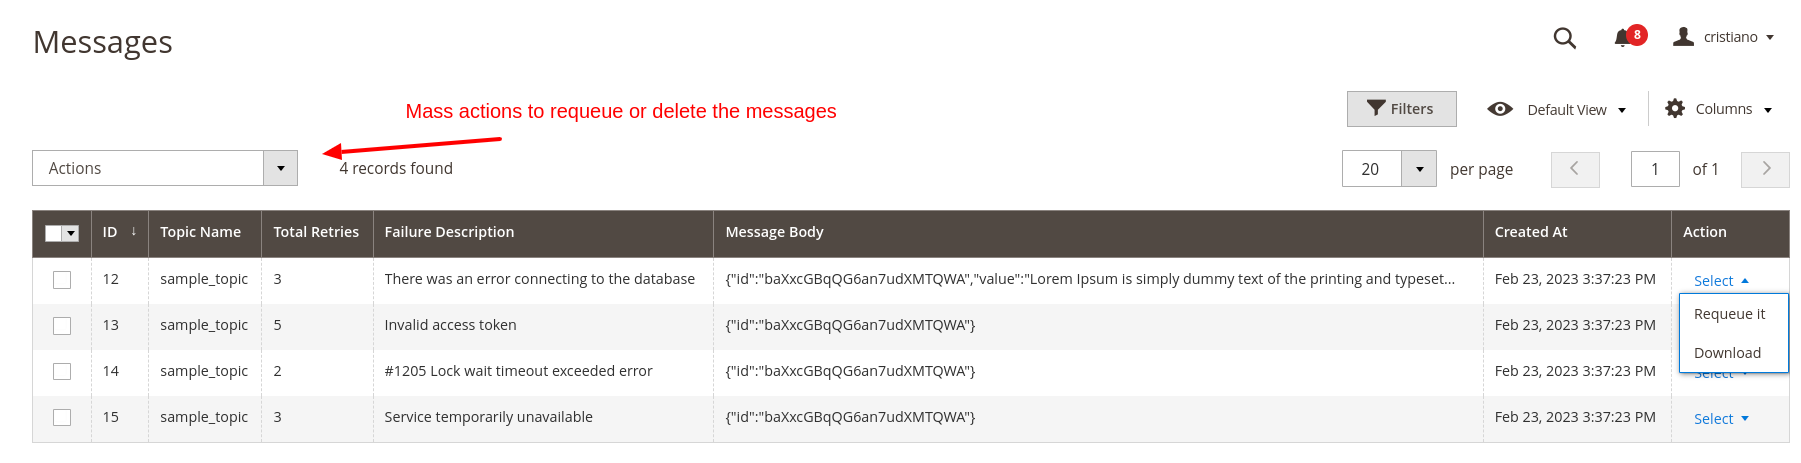 Messages
8
cristiano
Mass actions to requeue or delete the messages
Filters
Default View
Columns
Actions
4 records found
20
per page
1
of 1
ID ↓ Topic Name Total Retries Failure Description Message Body Created At Action
12 sample_topic 3 There was an error connecting to the database {"id":"baXxcGBqQG6an7udXMTQWA","value":"Lorem Ipsum is simply dummy text of the printing and typeset... Feb 23, 2023 3:37:23 PM Select
13 sample_topic 5 Invalid access token {"id":"baXxcGBqQG6an7udXMTQWA"} Feb 23, 2023 3:37:23 PM
Requeue it
Download
14 sample_topic 2 #1205 Lock wait timeout exceeded error {"id":"baXxcGBqQG6an7udXMTQWA"} Feb 23, 2023 3:37:23 PM Select
15 sample_topic 3 Service temporarily unavailable {"id":"baXxcGBqQG6an7udXMTQWA"} Feb 23, 2023 3:37:23 PM Select